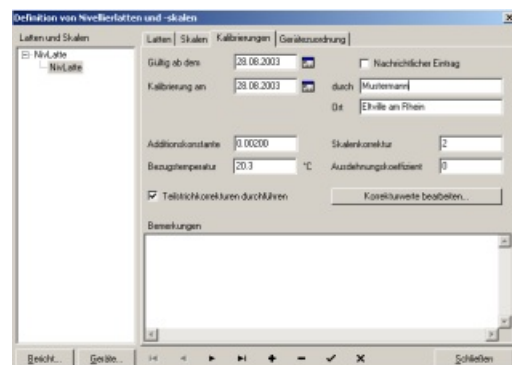 Definition von Nivellierlatten und -skalen
Latten und Skalen
NivLatte
NivLatte
Latten Skalen Kalibrierungen Gerätezuordnung
Gültig ab dem 28.08.2003 Nachrichtlicher Eintrag
Kalibrierung am 28.08.2003 durch Mustermann
Ort Eltville am Rhein
Additionskonstante 0.00200 Skalenkorrektur 2
Bezugstemperatur 20.3 °C Ausdehnungskoeffizient 0
Teilstrichkorrekturen durchführen Korrekturwerte bearbeiten...
Bemerkungen
Bericht... Geräte... Schließen